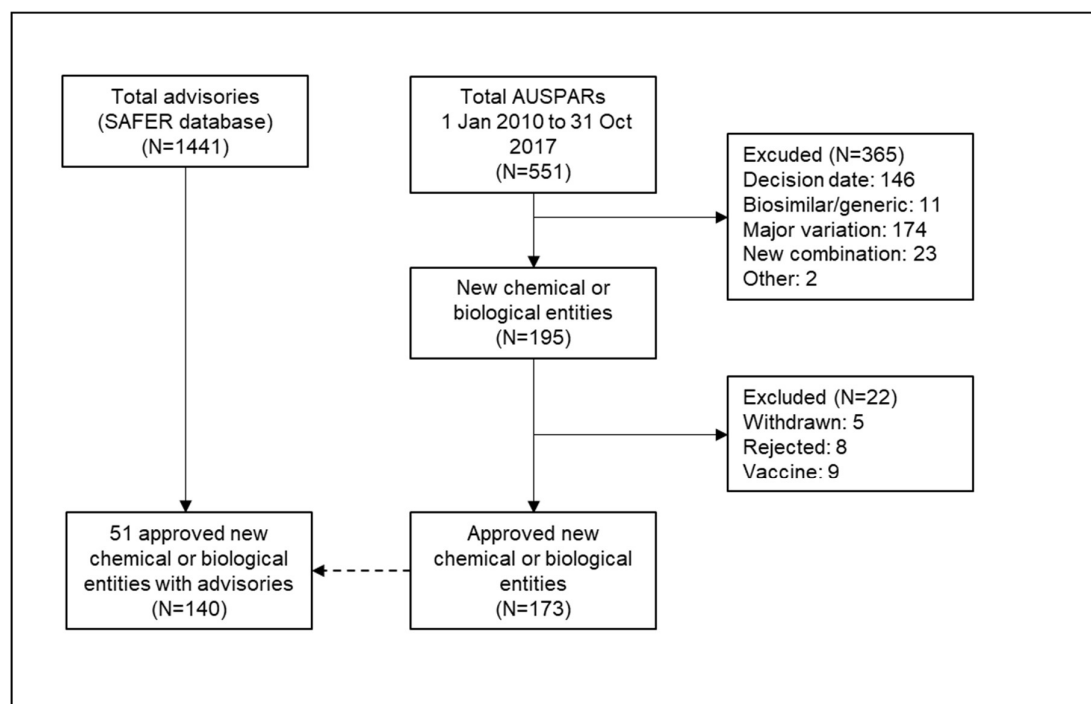 Total advisories
(SAFER database)
(N=1441)
Total AUSPARs
1 Jan 2010 to 31 Oct
2017
(N=551)
Excuded (N=365)
Decision date: 146
Biosimilar/generic: 11
Major variation: 174
New combination: 23
Other: 2
New chemical or
biological entities
(N=195)
Excluded (N=22)
Withdrawn: 5
Rejected: 8
Vaccine: 9
51 approved new
chemical or biological
entities with advisories
(N=140)
Approved new
chemical or biological
entities
(N=173)